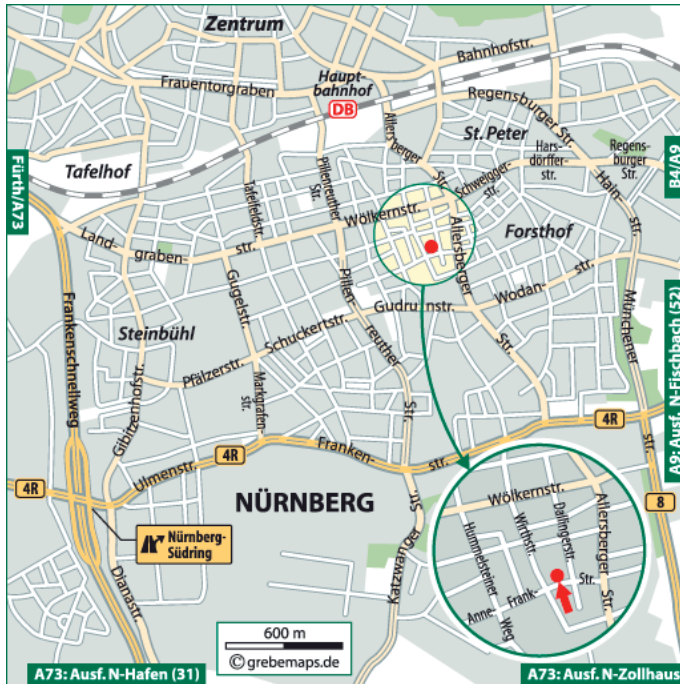 Zentrum
Bahnhofstr.
Frauentorgraben
Haupt-
bahnhof
DB
Allers-
berger
Str.
Regensburger Str.
St. Peter
Hars-
dörffer-
str.
Regens-
burger
Str.
B4/A9
Tafelhof
Fürth/A73
Tafelfeldstr.
Pillenreuther
Str.
Schweigger-
str.
Hain-
str.
Wölkernstr.
Land-
graben-
str.
Allersberger
Str.
Forsthof
Frankenschnellweg
Steinbühl
Gugelstr.
Pillen-
reuther
Str.
Gudrunstr.
Wodan-
str.
Münchener
str.
A9: Ausf. N-Fischbach (52)
Schuckertstr.
Pfälzerstr.
Markgrafen-
str.
Gibitzenhofstr.
4R
Franken-
str.
4R
Ulmenstr.
4R
NÜRNBERG
Nürnberg-
Südring
8
Dianastr.
Katzwanger
Str.
Wölkernstr.
Hummelsteiner
Weg
Wirthstr.
Dallingerstr.
Allersberger
Str.
Anne-
Frank-
Str.
600 m
© grebemaps.de
A73: Ausf. N-Hafen (31)
A73: Ausf. N-Zollhaus